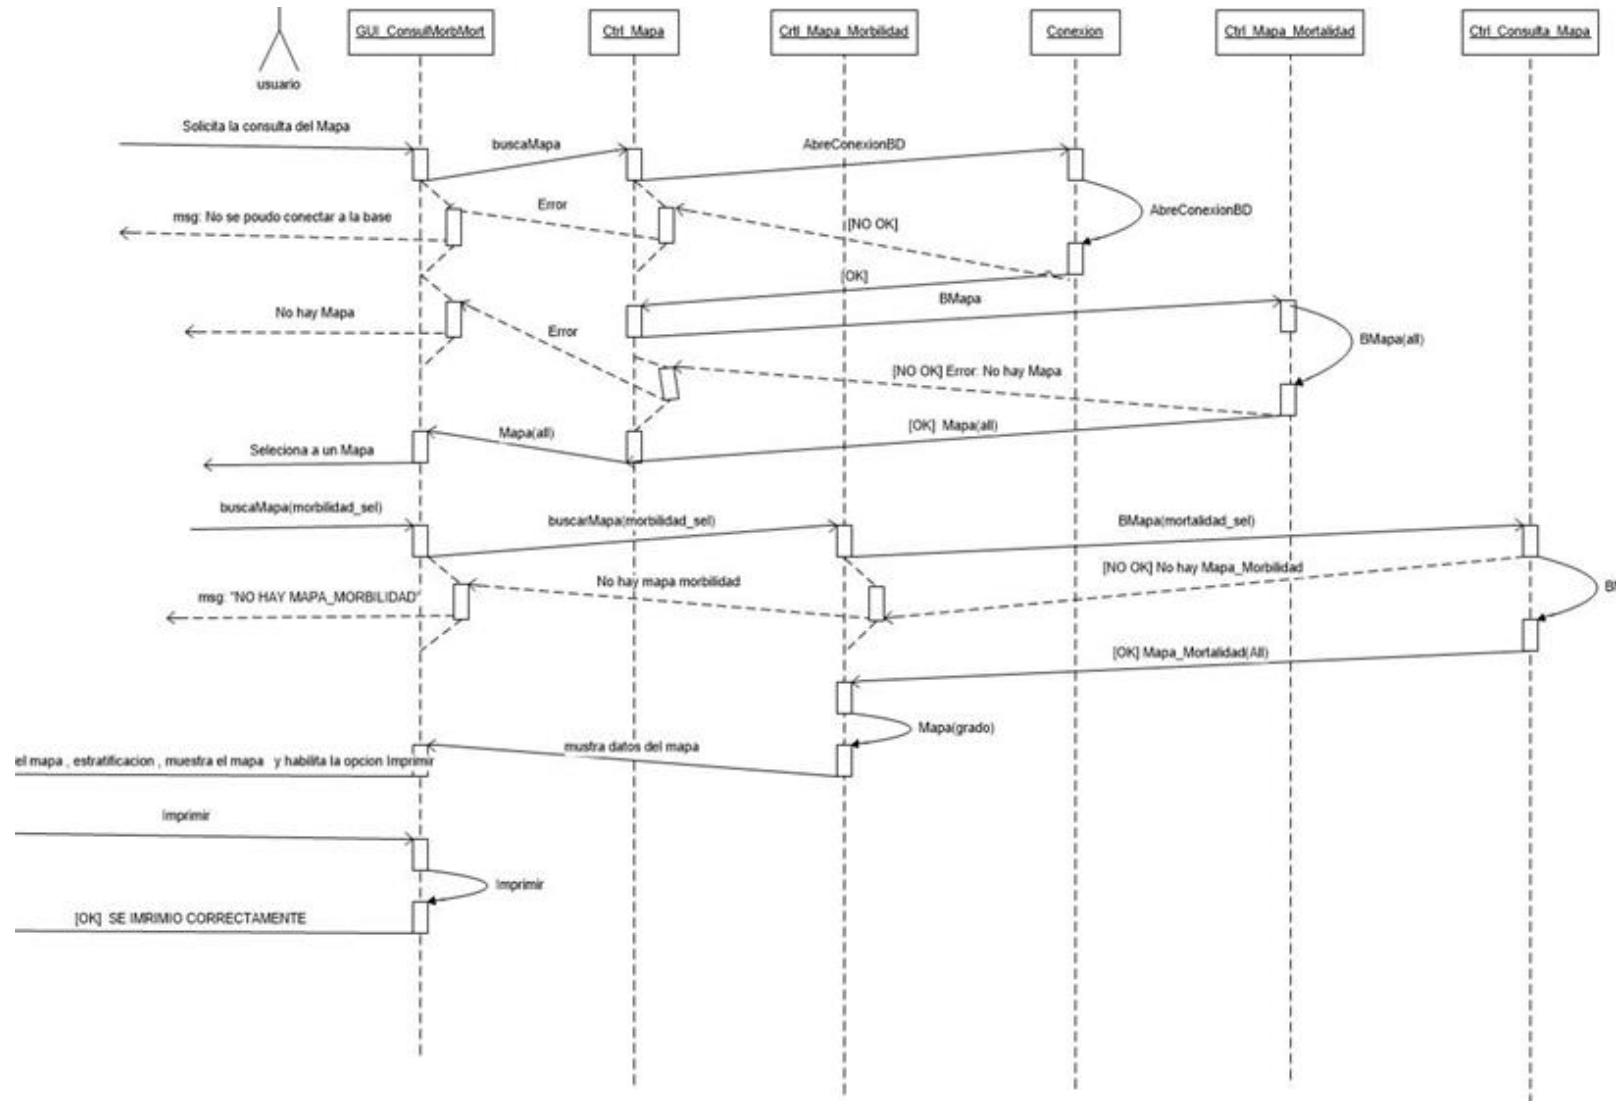 GUI_ConsulMorbMort
Ctrl_Mapa
Crtl_Mapa_Morbilidad
Conexion
Ctrl_Mapa_Mortalidad
Ctrl_Consulta_Mapa
usuario
Solicita la consulta del Mapa
buscaMapa
AbreConexionBD
msg: No se poudo conectar a la base
Error
[NO OK]
AbreConexionBD
[OK]
BMapa
No hay Mapa
Error
BMapa(all)
[NO OK] Error: No hay Mapa
Mapa(all)
[OK] Mapa(all)
Seleciona a un Mapa
buscaMapa(morbilidad_sel)
buscarMapa(morbilidad_sel)
BMapa(mortalidad_sel)
[NO OK] No hay Mapa_Morbilidad
No hay mapa morbilidad
msg: "NO HAY MAPA_MORBILIDAD"
[OK] Mapa_Mortalidad(All)
Mapa(grado)
mustra datos del mapa
el mapa , estratificacion , muestra el mapa y habilita la opcion Imprimir
Imprimir
Imprimir
[OK] SE IMRIMIO CORRECTAMENTE